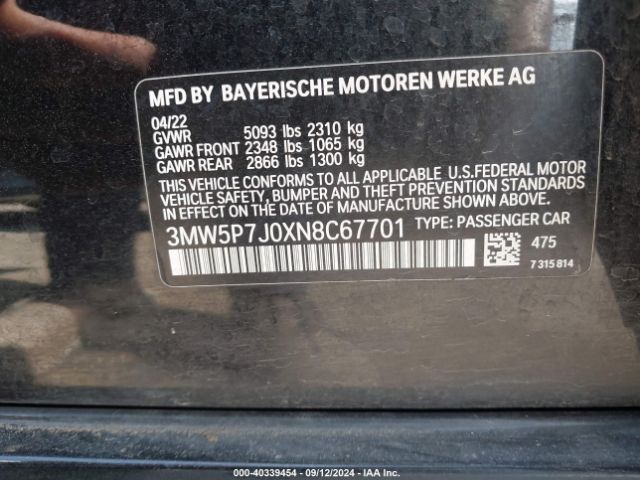 MFD BY BAYERISCHE MOTOREN WERKE AG
04/22
GVWR 5093 lbs 2310 kg
GAWR FRONT 2348 lbs 1065 kg
GAWR REAR 2866 lbs 1300 kg
THIS VEHICLE CONFORMS TO ALL APPLICABLE U.S.FEDERAL MOTOR
VEHICLE SAFETY, BUMPER AND THEFT PREVENTION STANDARDS
IN EFFECT ON THE DATE OF MANUFACTURE SHOWN ABOVE.
3MW5P7J0XN8C67701 TYPE: PASSENGER CAR
475
7 315 814
000-40339454 - 09/12/2024 - IAA Inc.